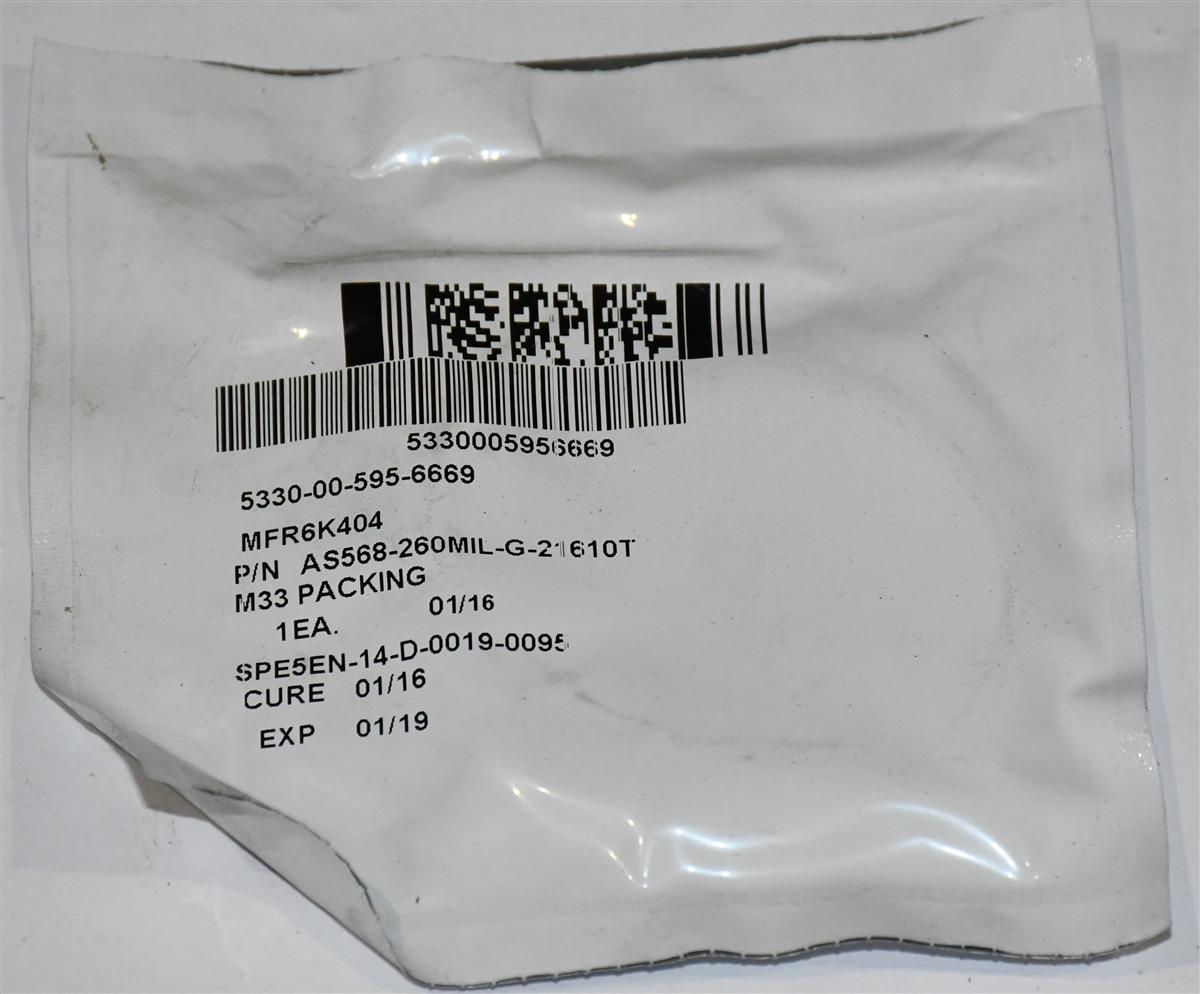 5330005956669
5330-00-595-6669
MFR6K404
P/N AS568-260MIL-G-21610T
M33 PACKING
1EA. 01/16
SPE5EN-14-D-0019-0095
CURE 01/16
EXP 01/19